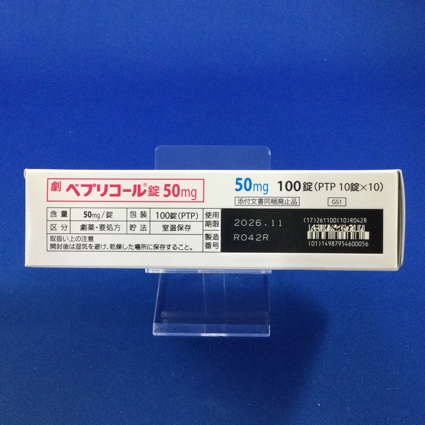 劇 ベプリコール®錠50mg
50mg 100錠(PTP 10錠×10)
添付文書同梱廃止品 GS1
含量 50mg/錠 包装 100錠(PTP) 使用期限 2026.11
区分 劇薬・要処方 貯法 室温保存 製造番号 R042R
取扱い上の注意
開封後は湿気を避け、乾燥した場所に保存すること。
(17)261100(10)R042R
(01)14987954600056